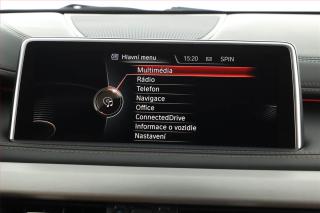 Hlavní menu 15:20 SPIN
Multimédia
Rádio
Telefon
Navigace
Office
ConnectedDrive
Informace o vozidle
Nastavení